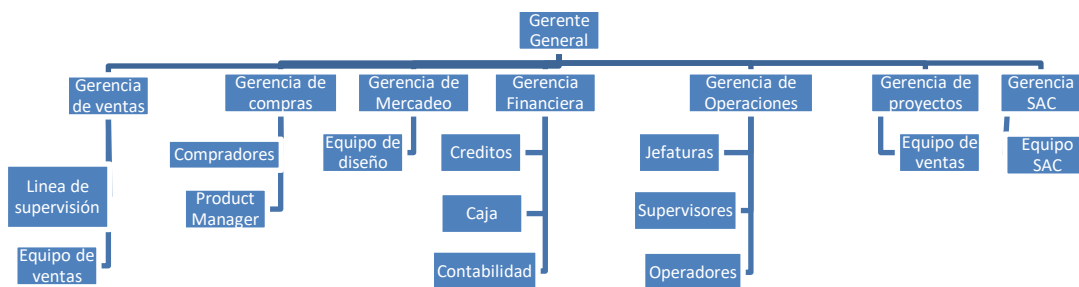 Gerente
General
Gerencia
de ventas
Gerencia de
compras
Gerencia de
Mercadeo
Gerencia
Financiera
Gerencia de
Operaciones
Gerencia de
proyectos
Gerencia
SAC
Linea de
supervisión
Equipo de
ventas
Compradores
Product
Manager
Equipo de
diseño
Creditos
Caja
Contabilidad
Jefaturas
Supervisores
Operadores
Equipo de
ventas
Equipo
SAC